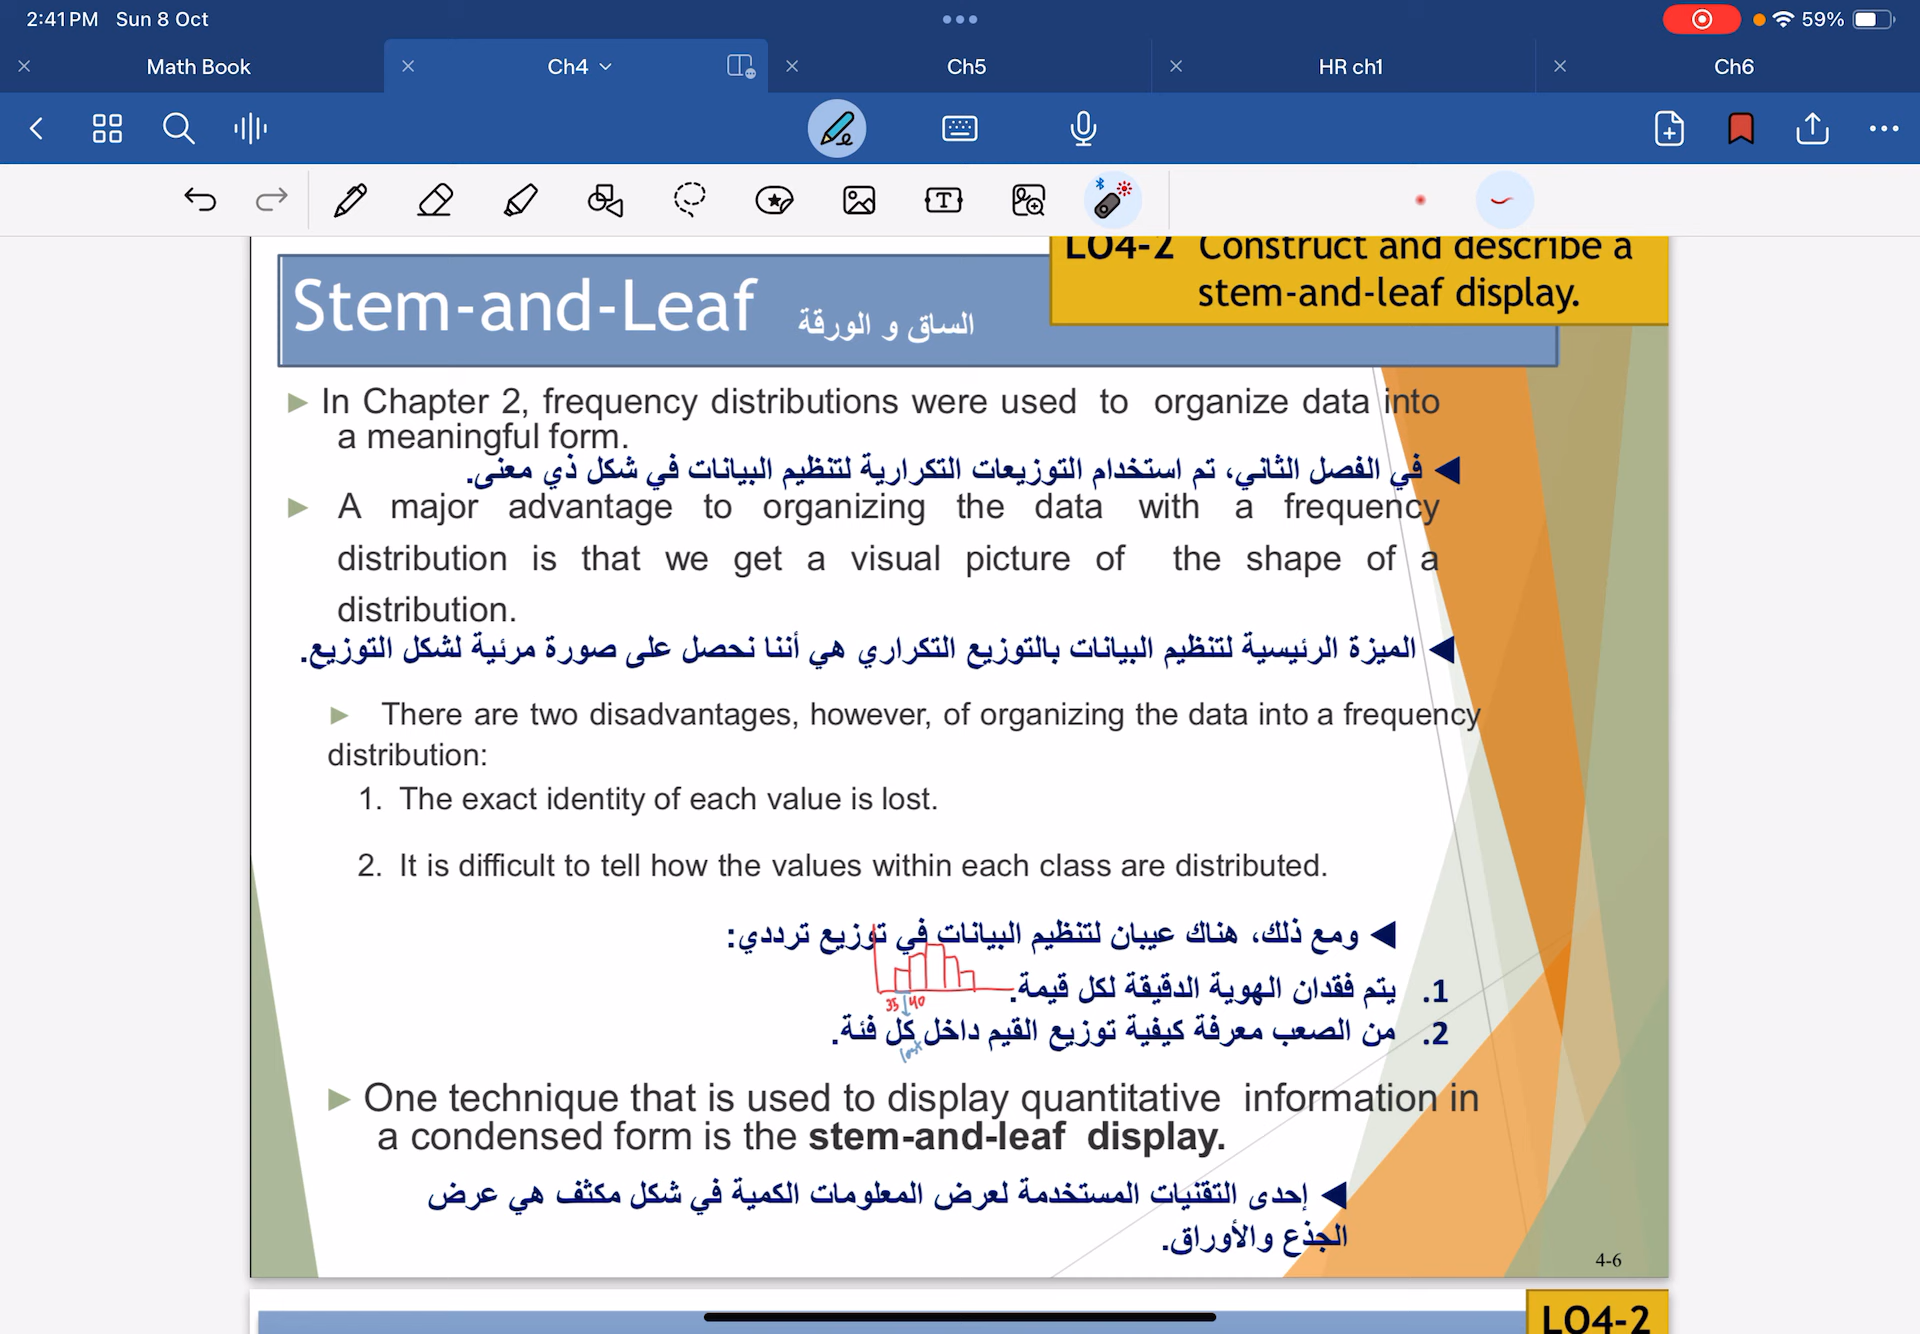 2:41 PM Sun 8 Oct
59%
Math Book
Ch4
Ch5
HR ch1
Ch6
LO4-2 Construct and describe a
stem-and-leaf display.
Stem-and-Leaf الساق و الورقة
In Chapter 2, frequency distributions were used to organize data into
a meaningful form.
في الفصل الثاني، تم استخدام التوزيعات التكرارية لتنظيم البيانات في شكل ذي معنى.
A major advantage to organizing the data with a frequency
distribution is that we get a visual picture of the shape of a
distribution.
الميزة الرئيسية لتنظيم البيانات بالتوزيع التكراري هي أننا نحصل على صورة مرئية لشكل التوزيع.
There are two disadvantages, however, of organizing the data into a frequency
distribution:
1. The exact identity of each value is lost.
2. It is difficult to tell how the values within each class are distributed.
ومع ذلك، هناك عيبان لتنظيم البيانات في توزيع ترددي:
1. يتم فقدان الهوية الدقيقة لكل قيمة.
35 40
2. من الصعب معرفة كيفية توزيع القيم داخل كل فئة.
lost
One technique that is used to display quantitative information in
a condensed form is the stem-and-leaf display.
إحدى التقنيات المستخدمة لعرض المعلومات الكمية في شكل مكثف هي عرض
الجذع والأوراق.
4-6
LO4-2